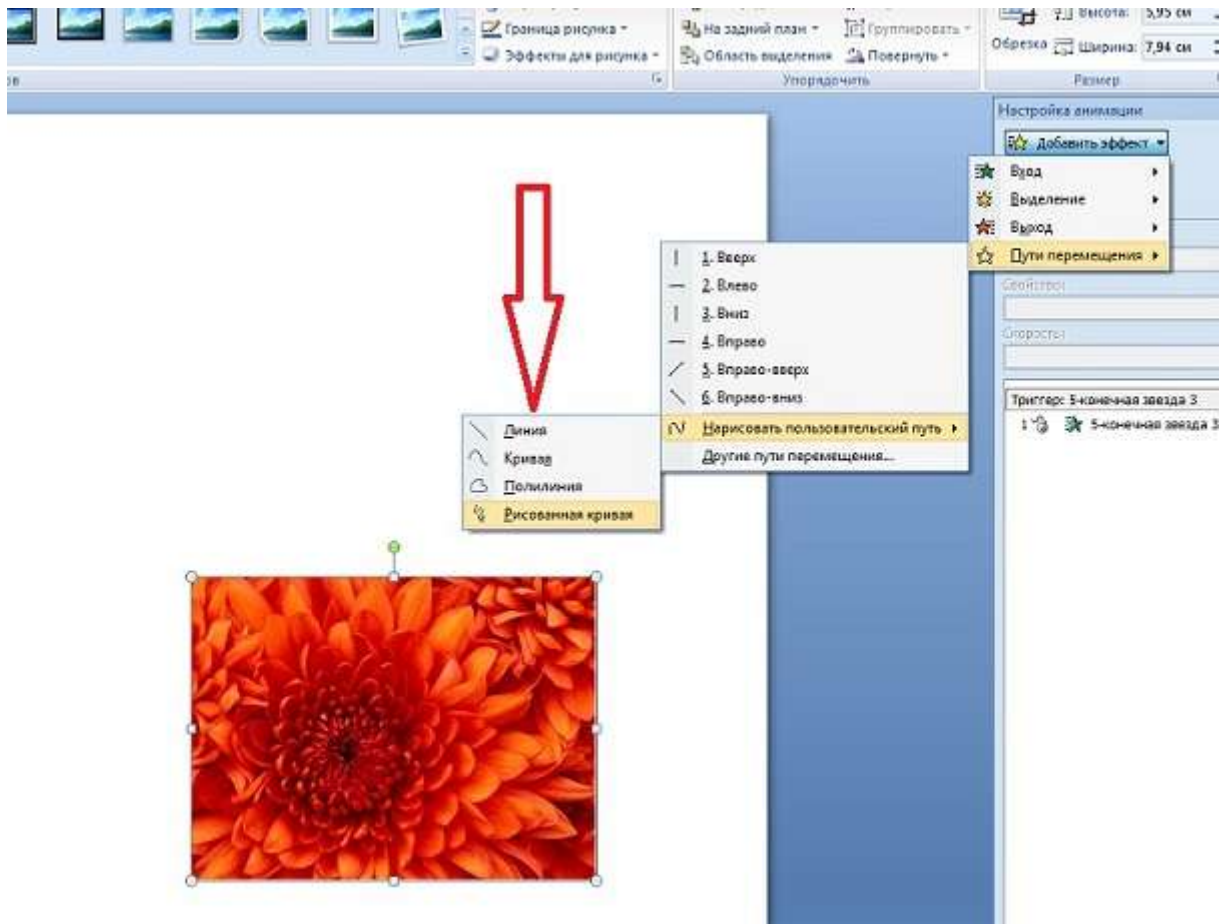 Граница рисунка
Эффекты для рисунка
На задний план
Область выделения
Группировать
Повернуть
Упорядочить
Высота: 5,95 см
Обрезка
Ширина: 7,94 см
Размер
Настройка анимации
Добавить эффект
Вход
Выделение
Выход
Пути перемещения
1. Вверх
2. Влево
3. Вниз
4. Вправо
5. Вправо-вверх
6. Вправо-вниз
Нарисовать пользовательский путь
Другие пути перемещения...
Линия
Кривая
Полилиния
Рисованная кривая
Свойство:
Скорость:
Триггер: 5-конечная звезда 3
1 5-конечная звезда 3